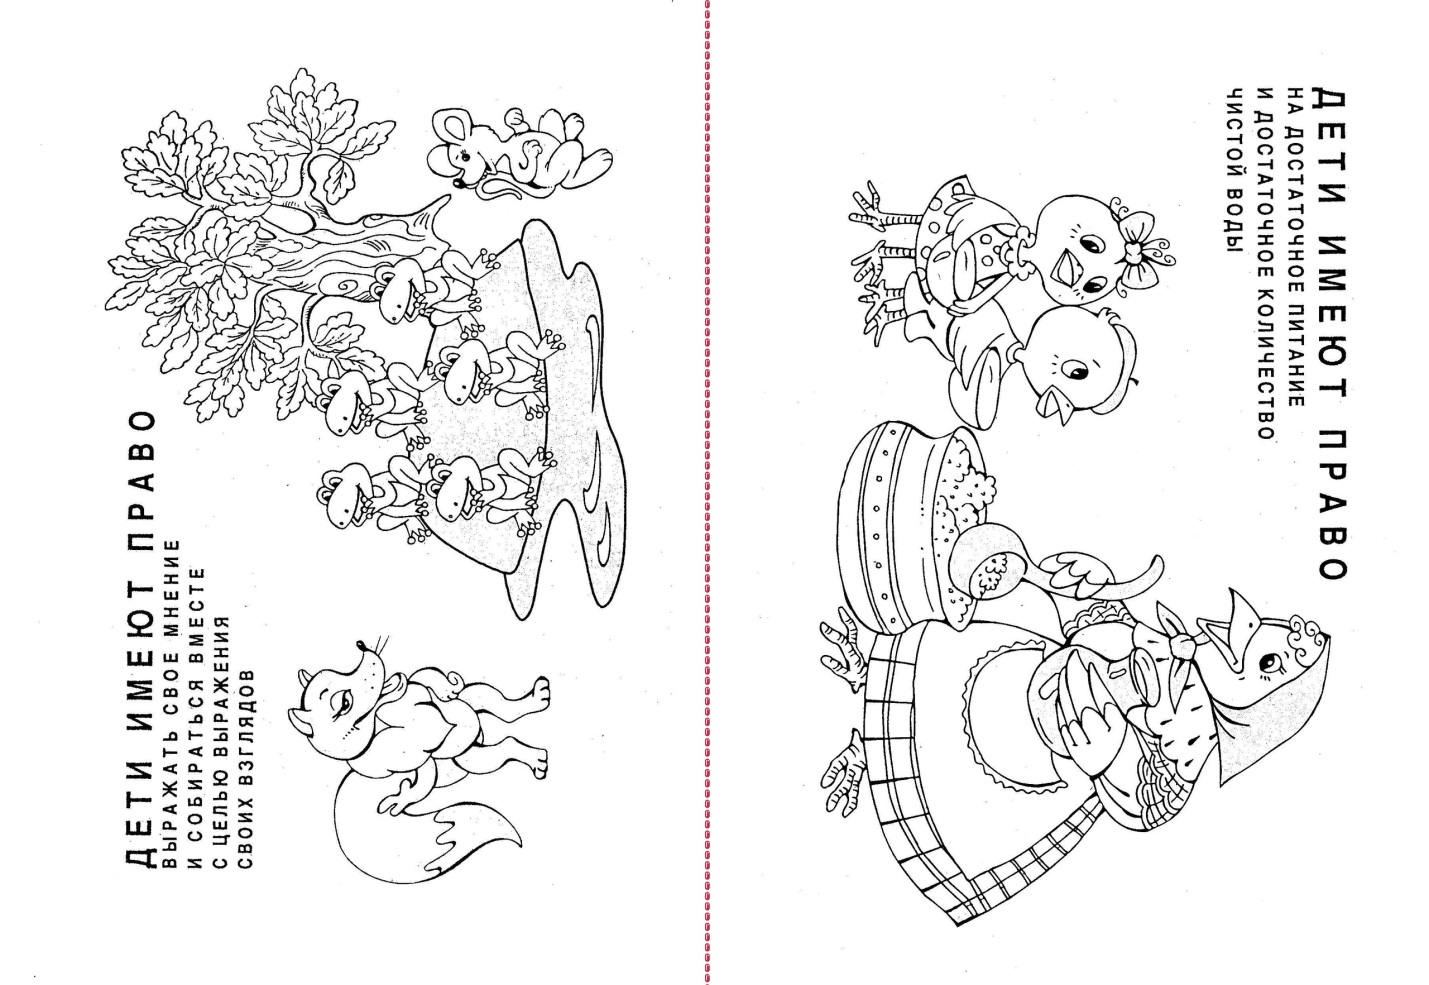 ДЕТИ ИМЕЮТ ПРАВО
ВЫРАЖАТЬ СВОЕ МНЕНИЕ
И СОБИРАТЬСЯ ВМЕСТЕ
С ЦЕЛЬЮ ВЫРАЖЕНИЯ
СВОИХ ВЗГЛЯДОВ
ДЕТИ ИМЕЮТ ПРАВО
НА ДОСТАТОЧНОЕ ПИТАНИЕ
И ДОСТАТОЧНОЕ КОЛИЧЕСТВО
ЧИСТОЙ ВОДЫ